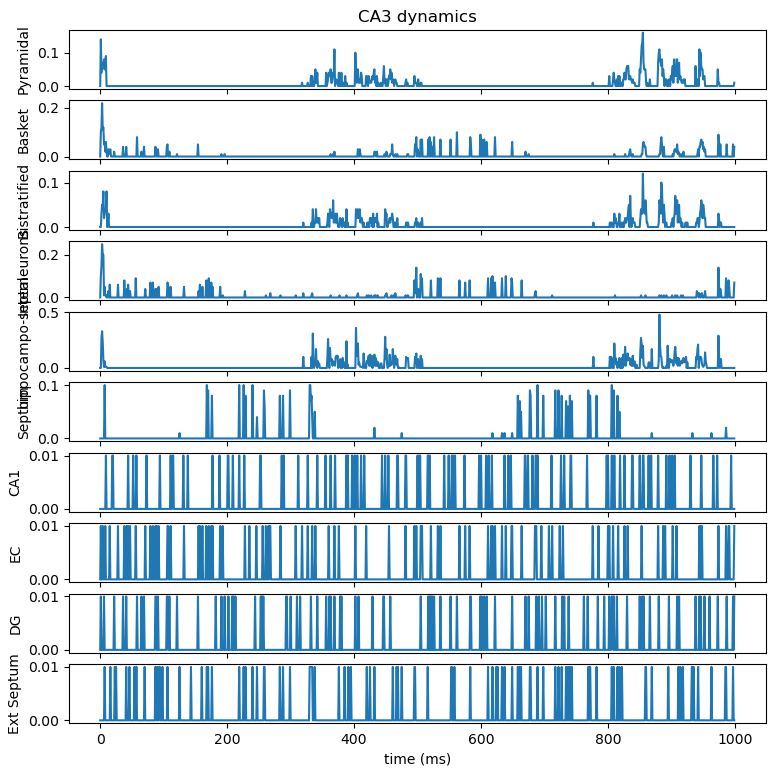 CA3 dynamics
Pyramidal
0.1
0.0
Basket
0.2
0.0
Bistratified
0.1
0.0
Interneurons
0.2
0.0
hippocampo-septal
0.5
0.0
Septum
0.1
0.0
CA1
0.01
0.00
EC
0.01
0.00
DG
0.01
0.00
Ext Septum
0.01
0.00
0 200 400 600 800 1000
time (ms)